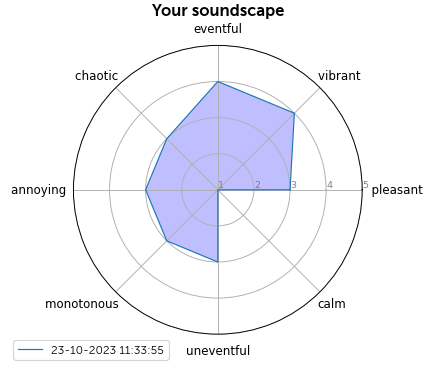 Your soundscape
eventful
chaotic
vibrant
annoying
1 2 3 4 5
pleasant
monotonous
calm
uneventful
23-10-2023 11:33:55